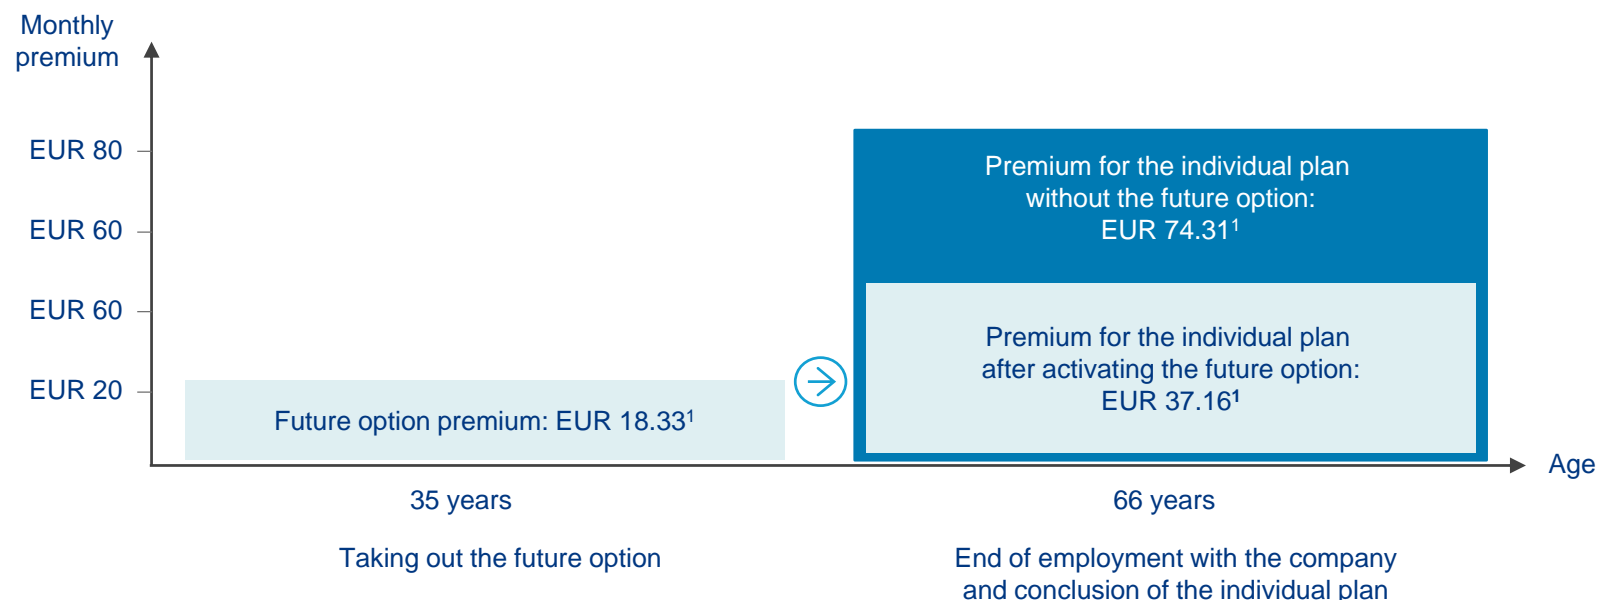 Monthly
premium
EUR 80
EUR 60
EUR 60
EUR 20
Premium for the individual plan
without the future option:
EUR 74.31¹
Premium for the individual plan
after activating the future option:
EUR 37.16¹
Future option premium: EUR 18.33¹
Age
35 years
66 years
Taking out the future option
End of employment with the company
and conclusion of the individual plan